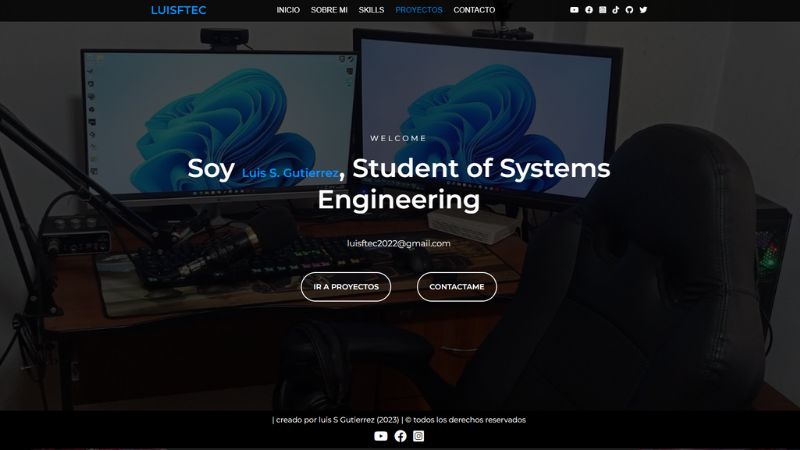 LUISFTEC
INICIO SOBRE MI SKILLS PROYECTOS CONTACTO
WELCOME
Soy Luis S. Gutierrez, Student of Systems
Engineering
luisftec2022@gmail.com
IR A PROYECTOS CONTACTAME
| creado por luis S Gutierrez (2023) | © todos los derechos reservados